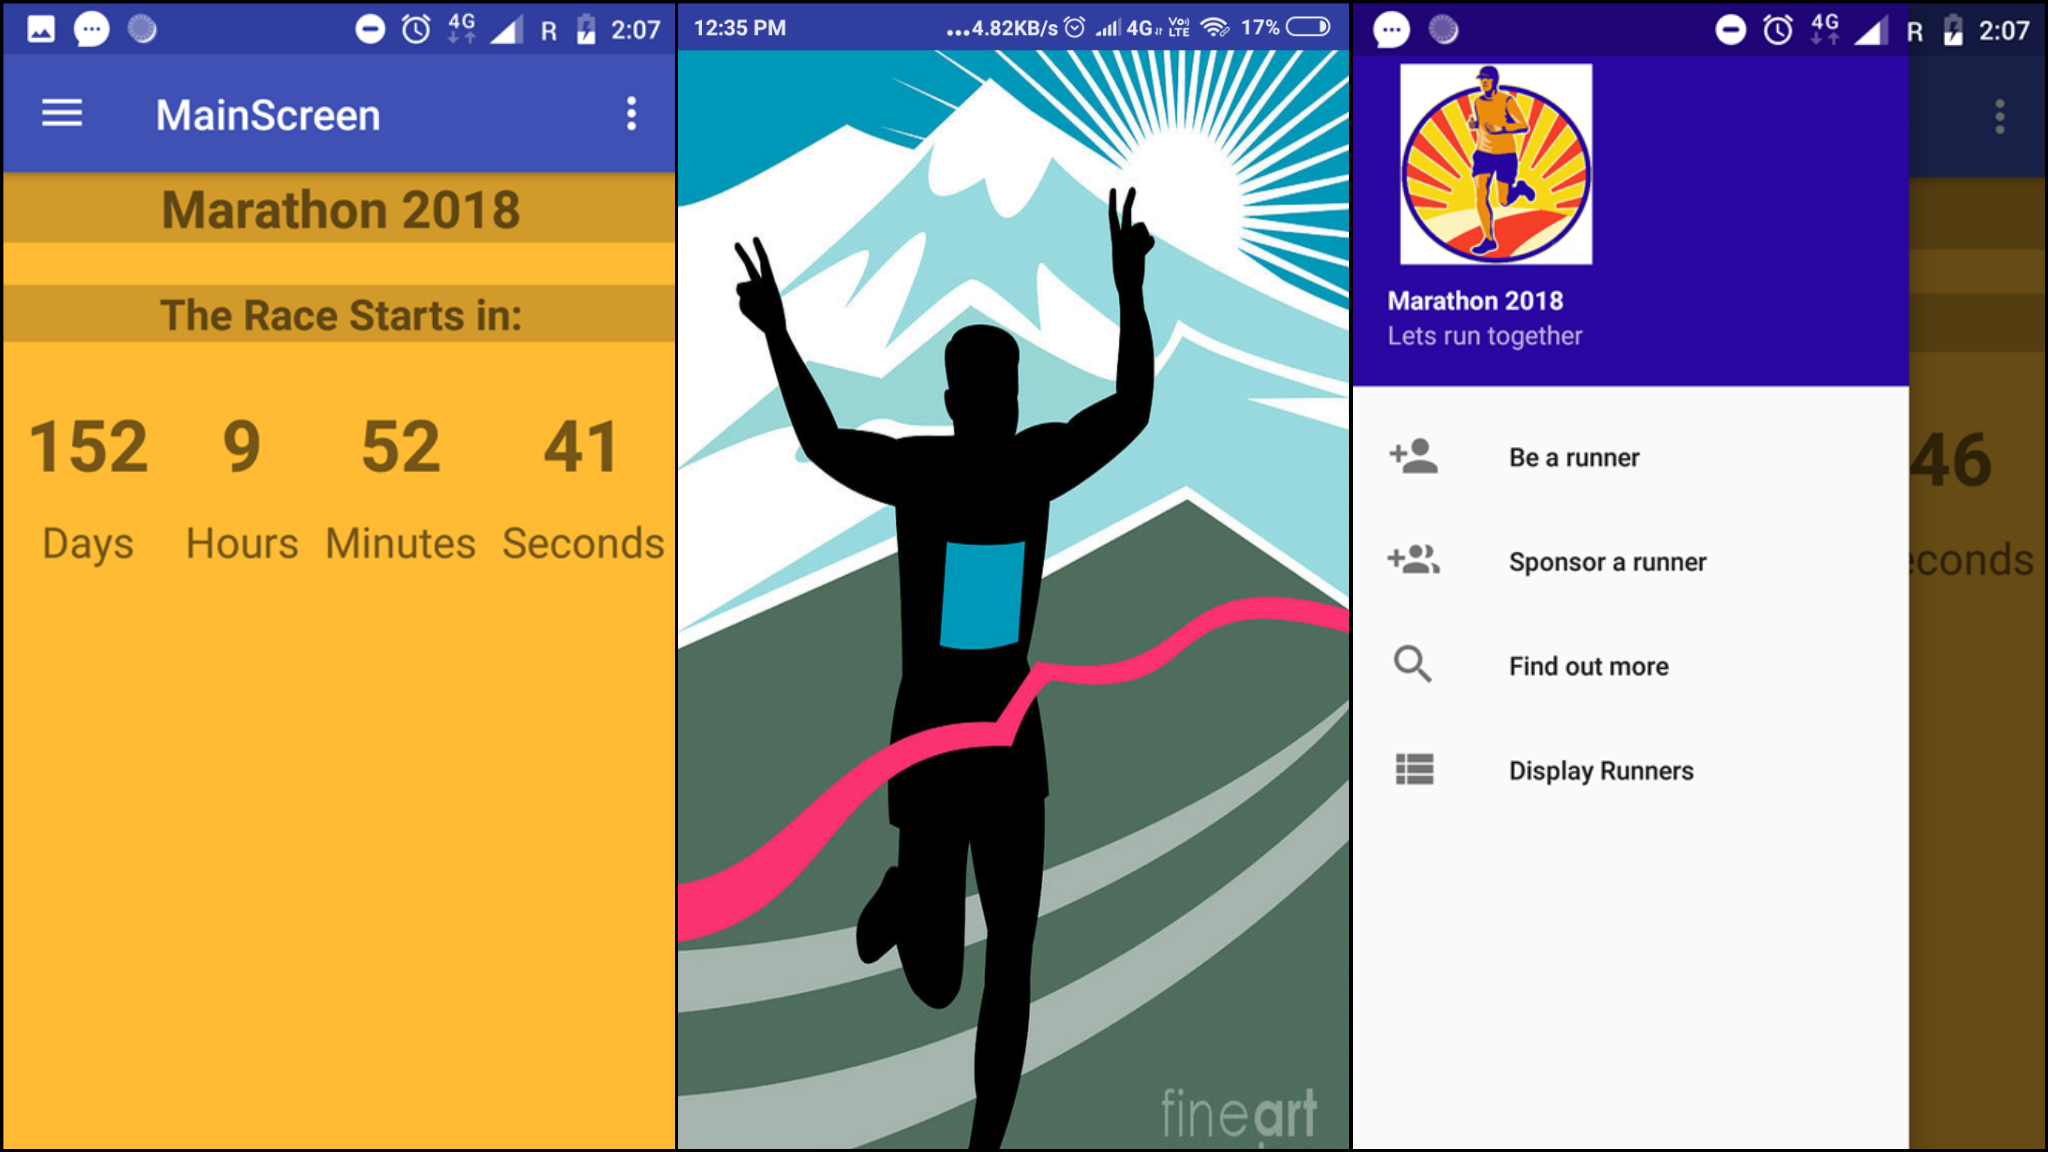 4G
R
2:07
MainScreen
Marathon 2018
The Race Starts in:
152 9 52 41
Days Hours Minutes Seconds
12:35 PM
...4.82KB/s 4G Vo) LTE 17%
fineart
4G
R
2:07
Marathon 2018
Lets run together
Be a runner
Sponsor a runner
Find out more
Display Runners
46
econds